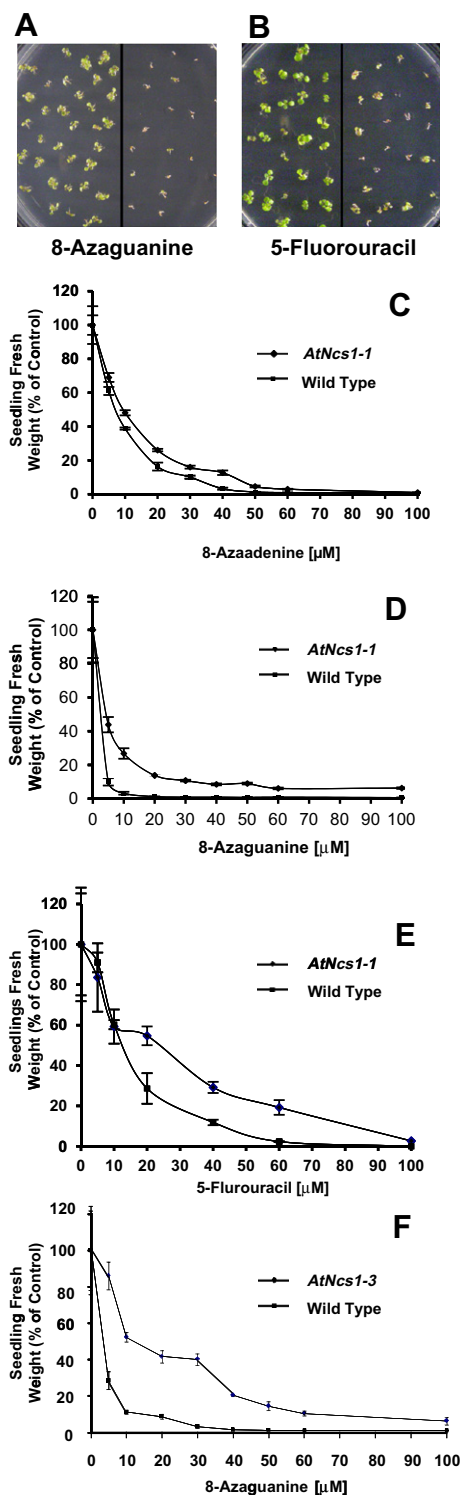 A
B
8-Azaguanine
5-Fluorouracil
C
120
100
80
60
40
20
0
Seedling Fresh
Weight (% of Control)
AtNcs1-1
Wild Type
0 10 20 30 40 50 60 70 80 90 100
8-Azaadenine [µM]
D
120
100
80
60
40
20
0
Seedling Fresh
Weight (% of Control)
AtNcs1-1
Wild Type
0 10 20 30 40 50 60 70 80 90 100
8-Azaguanine [µM]
E
120
100
80
60
40
20
0
Seedlings Fresh
Weight (% of Control)
AtNcs1-1
Wild Type
0 10 20 30 40 50 60 70 80 90 100
5-Flurouracil [µM]
F
120
100
80
60
40
20
0
Seedling Fresh
Weight (% of Control)
AtNcs1-3
Wild Type
0 10 20 30 40 50 60 70 80 90 100
8-Azaguanine [µM]